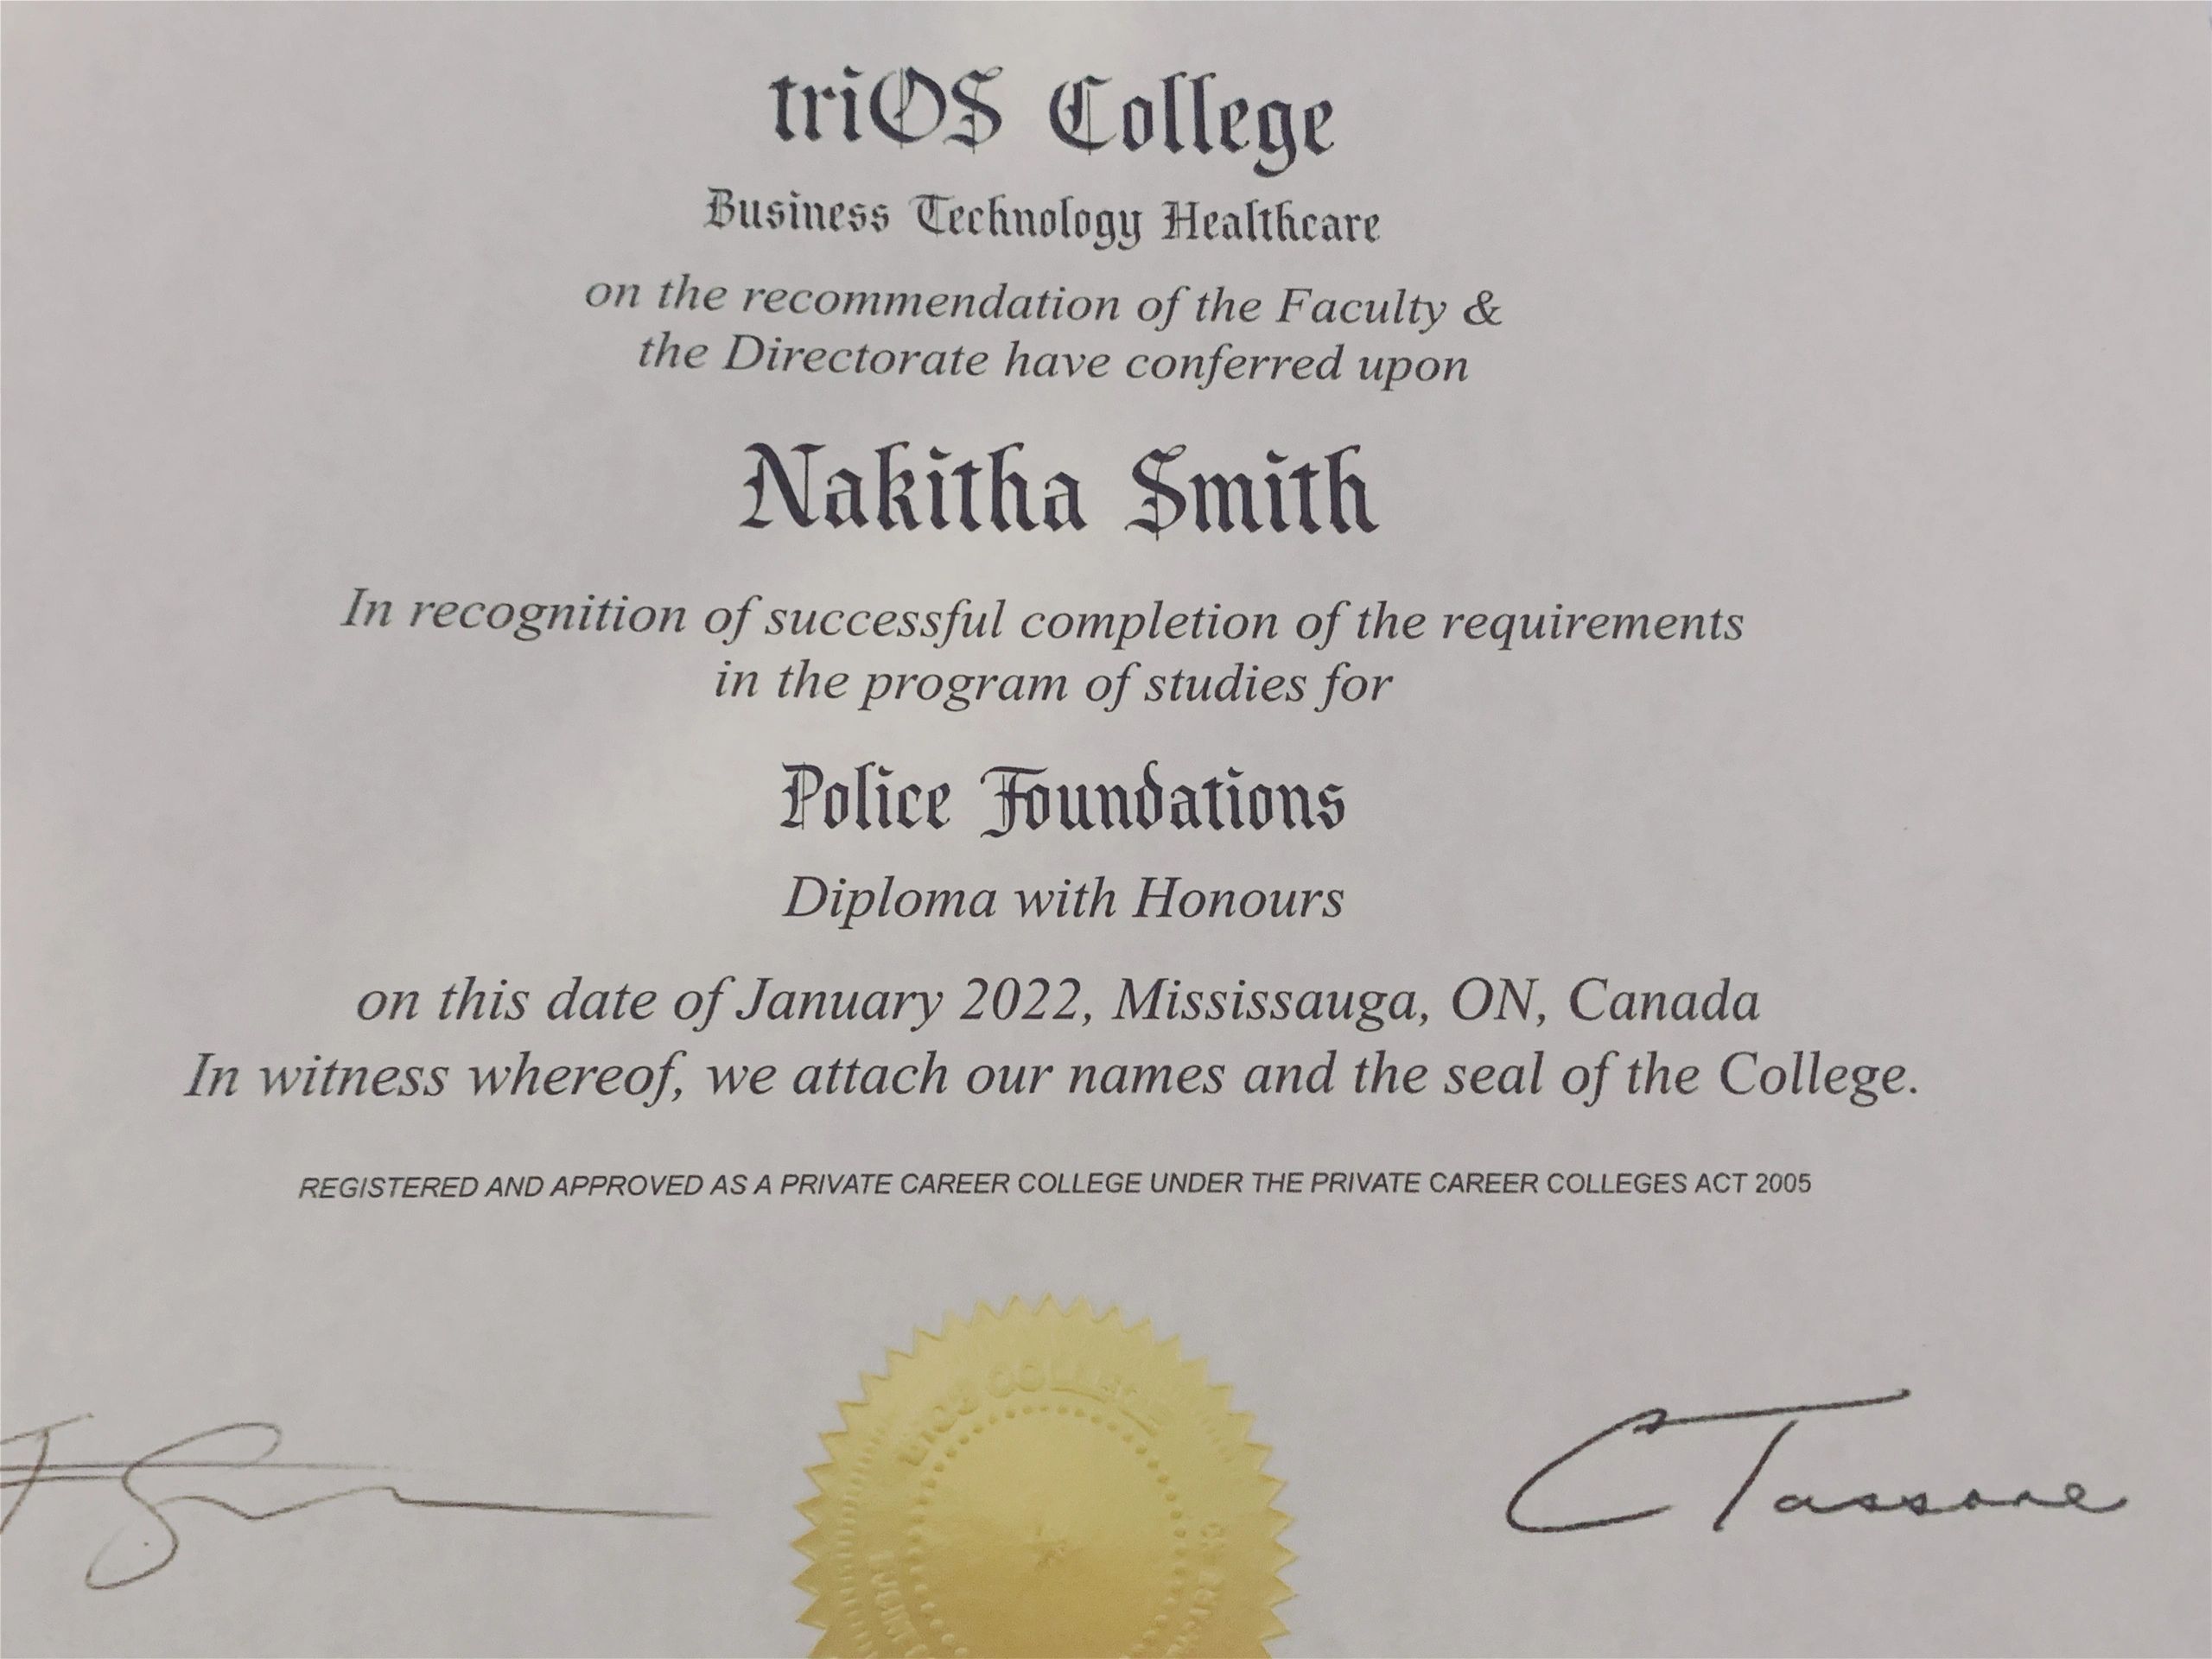 triOS College
Business Technology Healthcare
on the recommendation of the Faculty &
the Directorate have conferred upon
Nakitha Smith
In recognition of successful completion of the requirements
in the program of studies for
Police Foundations
Diploma with Honours
on this date of January 2022, Mississauga, ON, Canada
In witness whereof, we attach our names and the seal of the College.
REGISTERED AND APPROVED AS A PRIVATE CAREER COLLEGE UNDER THE PRIVATE CAREER COLLEGES ACT 2005
triOS COLLEGE
CTassone